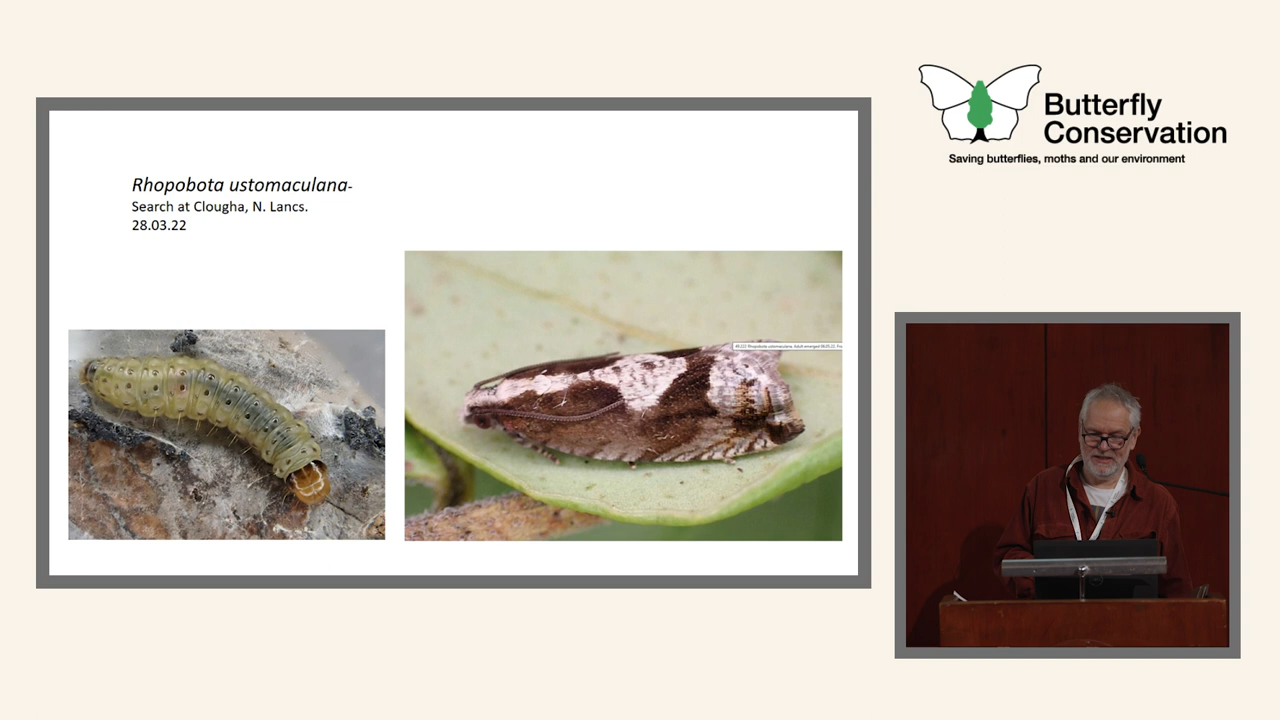 Rhopobota ustomaculana-
Search at Clougha, N. Lancs.
28.03.22
Butterfly
Conservation
Saving butterflies, moths and our environment